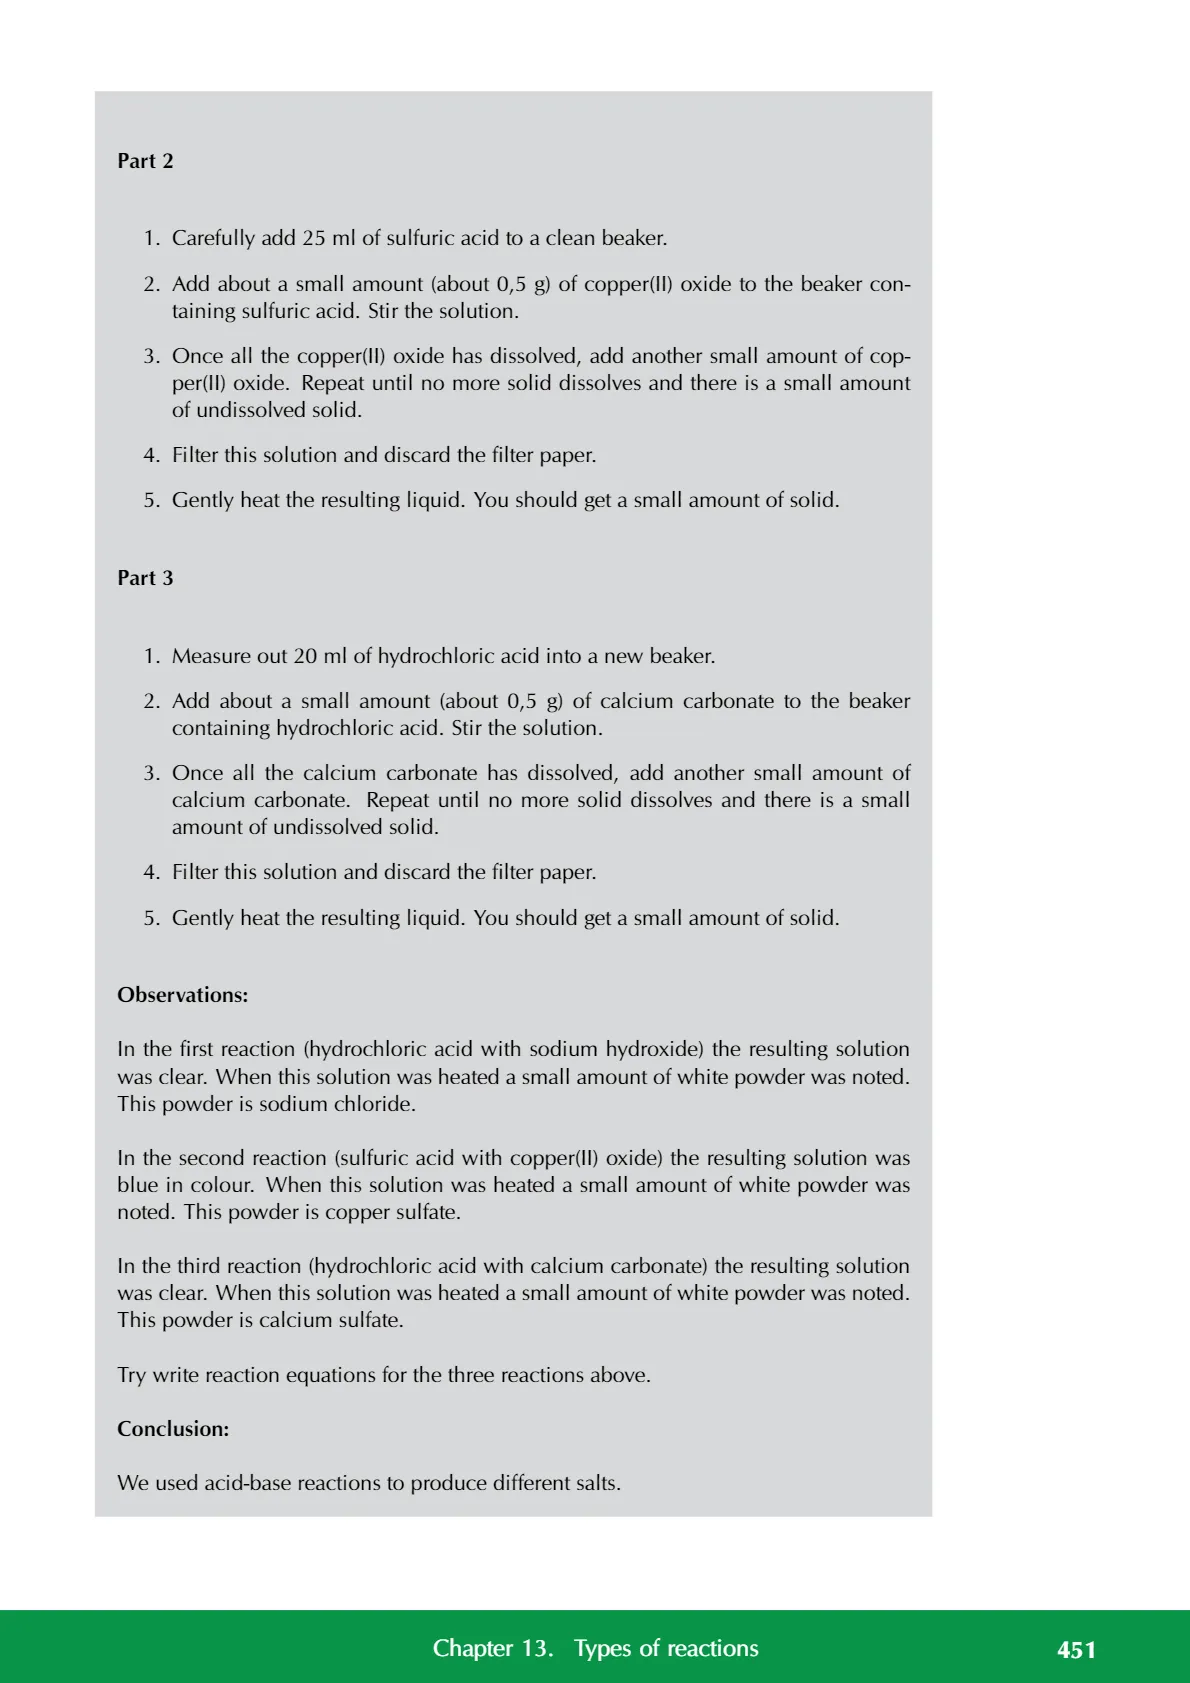 Part 2
1. Carefully add 25 ml of sulfuric acid to a clean beaker.
2. Add about a small amount (about 0,5 g) of copper(II) oxide to the beaker con-
taining sulfuric acid. Stir the solution.
3. Once all the copper(II) oxide has dissolved, add another small amount of cop-
per(II) oxide. Repeat until no more solid dissolves and there is a small amount
of undissolved solid.
4. Filter this solution and discard the filter paper.
5. Gently heat the resulting liquid. You should get a small amount of solid.
Part 3
1. Measure out 20 ml of hydrochloric acid into a new beaker.
2. Add about a small amount (about 0,5 g) of calcium carbonate to the beaker
containing hydrochloric acid. Stir the solution.
3. Once all the calcium carbonate has dissolved, add another small amount of
calcium carbonate. Repeat until no more solid dissolves and there is a small
amount of undissolved solid.
4. Filter this solution and discard the filter paper.
5. Gently heat the resulting liquid. You should get a small amount of solid.
Observations:
In the first reaction (hydrochloric acid with sodium hydroxide) the resulting solution
was clear. When this solution was heated a small amount of white powder was noted.
This powder is sodium chloride.
In the second reaction (sulfuric acid with copper(II) oxide) the resulting solution was
blue in colour. When this solution was heated a small amount of white powder was
noted. This powder is copper sulfate.
In the third reaction (hydrochloric acid with calcium carbonate) the resulting solution
was clear. When this solution was heated a small amount of white powder was noted.
This powder is calcium sulfate.
Try write reaction equations for the three reactions above.
Conclusion:
We used acid-base reactions to produce different salts.
Chapter 13. Types of reactions 451